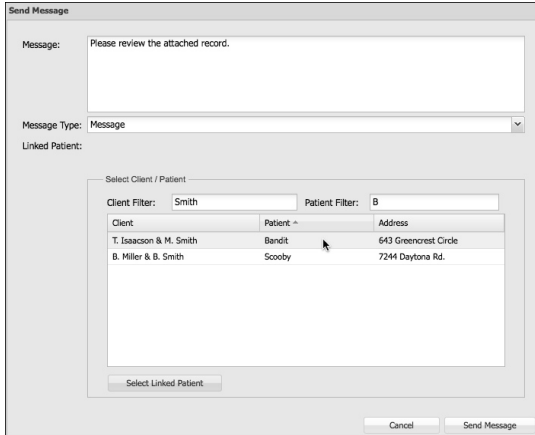 Send Message
Message: Please review the attached record.
Message Type: Message
Linked Patient:
Select Client / Patient
Client Filter: Smith Patient Filter: B
Client Patient Address
T. Isaacson & M. Smith Bandit 643 Greencrest Circle
B. Miller & B. Smith Scooby 7244 Daytona Rd.
Select Linked Patient
Cancel Send Message